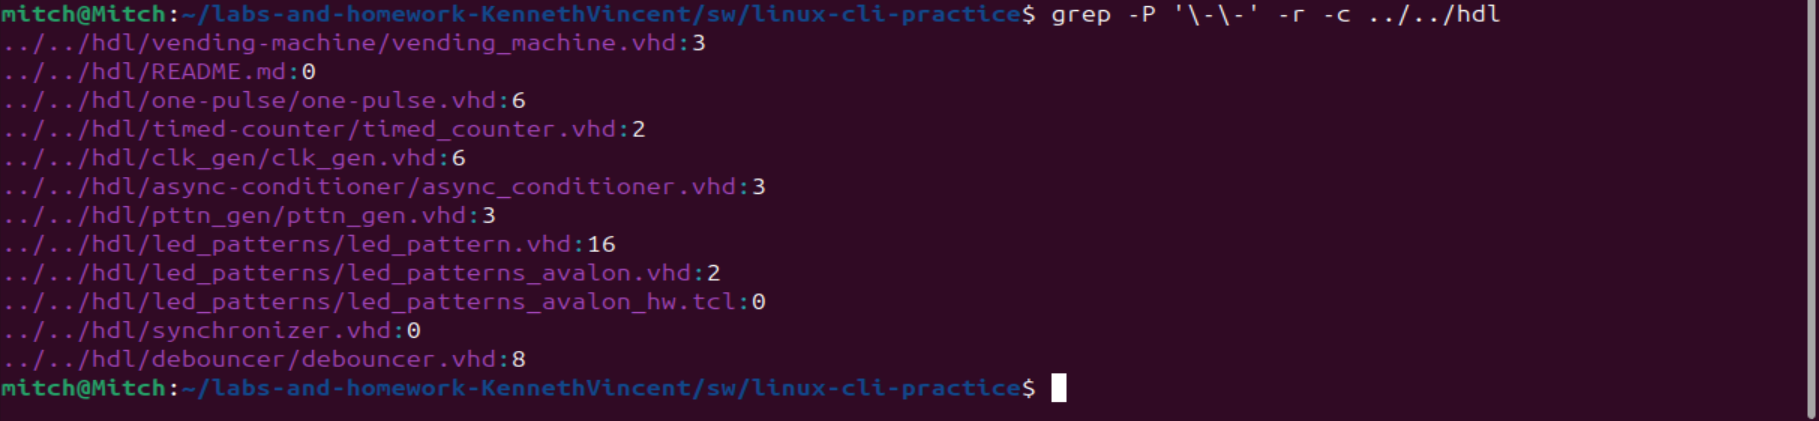 mitch@Mitch:~/labs-and-homework-KennethVincent/sw/linux-cli-practice$ grep -P '\-\-' -r -c ../../hdl
../../hdl/vending-machine/vending_machine.vhd:3
../../hdl/README.md:0
../../hdl/one-pulse/one-pulse.vhd:6
../../hdl/timed-counter/timed_counter.vhd:2
../../hdl/clk_gen/clk_gen.vhd:6
../../hdl/async-conditioner/async_conditioner.vhd:3
../../hdl/pttn_gen/pttn_gen.vhd:3
../../hdl/led_patterns/led_pattern.vhd:16
../../hdl/led_patterns/led_patterns_avalon.vhd:2
../../hdl/led_patterns/led_patterns_avalon_hw.tcl:0
../../hdl/synchronizer.vhd:0
../../hdl/debouncer/debouncer.vhd:8
mitch@Mitch:~/labs-and-homework-KennethVincent/sw/linux-cli-practice$